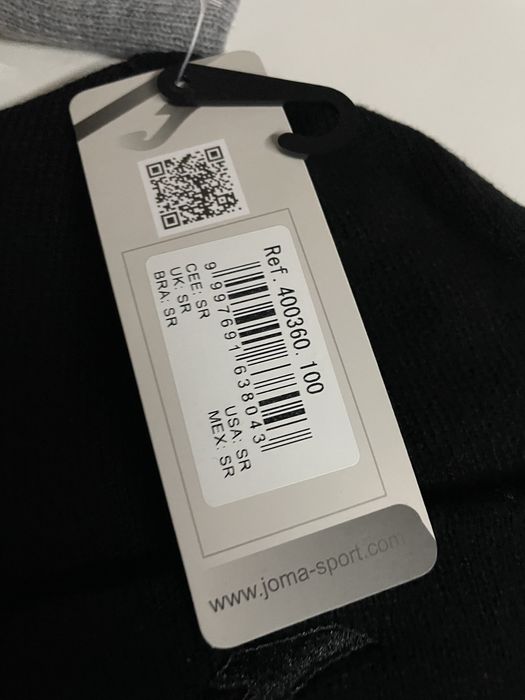 Ref. 400360.100
9 997691 638043
CEE: SR
UK: SR
BRA: SR
USA: SR
MEX: SR
www.joma-sport.com